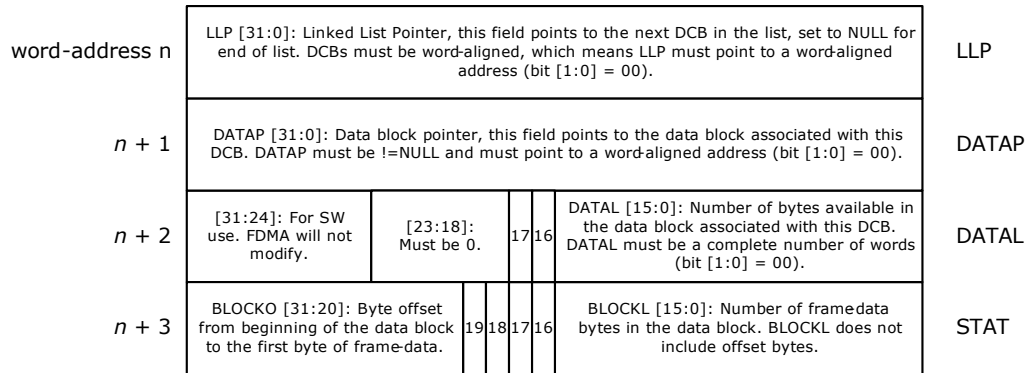 LLP [31:0]: Linked List Pointer, this field points to the next DCB in the list, set to NULL for
end of list. DCBs must be word-aligned, which means LLP must point to a word-aligned
address (bit [1:0] = 00).
word-address n
LLP
DATAP [31:0]: Data block pointer, this field points to the data block associated with this
DCB. DATAP must be !=NULL and must point to a word-aligned address (bit [1:0] = 00).
n + 1
DATAP
n + 2
[31:24]: For SW
use. FDMA will not
modify.
[23:18]:
Must be 0.
17
16
DATAL [15:0]: Number of bytes available in
the data block associated with this DCB.
DATAL must be a complete number of words
(bit [1:0] = 00).
DATAL
n + 3
BLOCKO [31:20]: Byte offset
from beginning of the data block
to the first byte of frame-data.
19
18
17
16
BLOCKL [15:0]: Number of framedata
bytes in the data block. BLOCKL does not
include offset bytes.
STAT